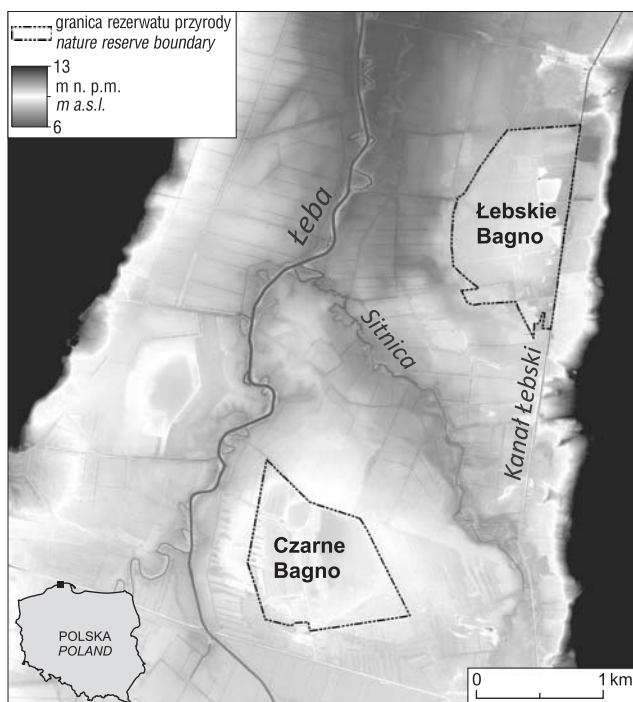 granica rezerwatu przyrody
nature reserve boundary
13
m n. p.m.
m a.s.l.
6
Łeba
Łebskie
Bagno
Sitnica
Kanał Łebski
Czarne
Bagno
POLSKA
POLAND
0
1 km